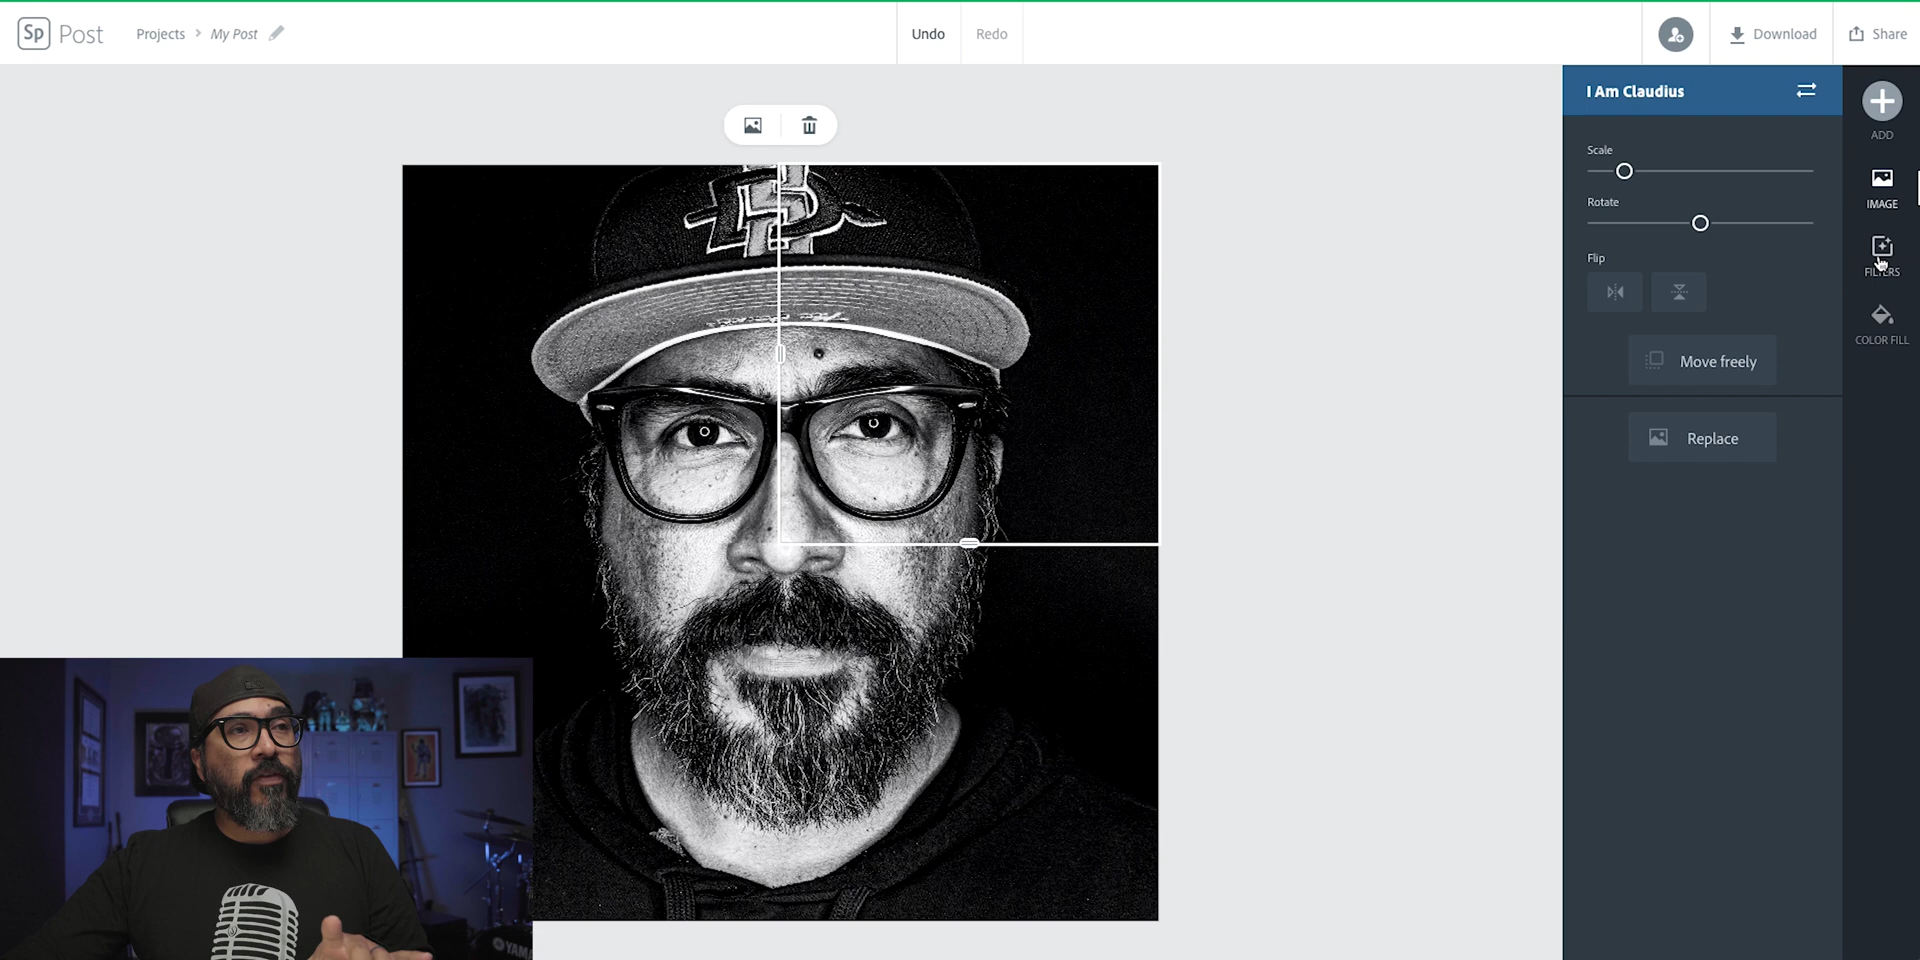 Sp Post
Projects > My Post
Undo
Redo
Download
Share
I Am Claudius
Scale
Rotate
Flip
Move freely
Replace
ADD
IMAGE
FILTERS
COLOR FILL
SD